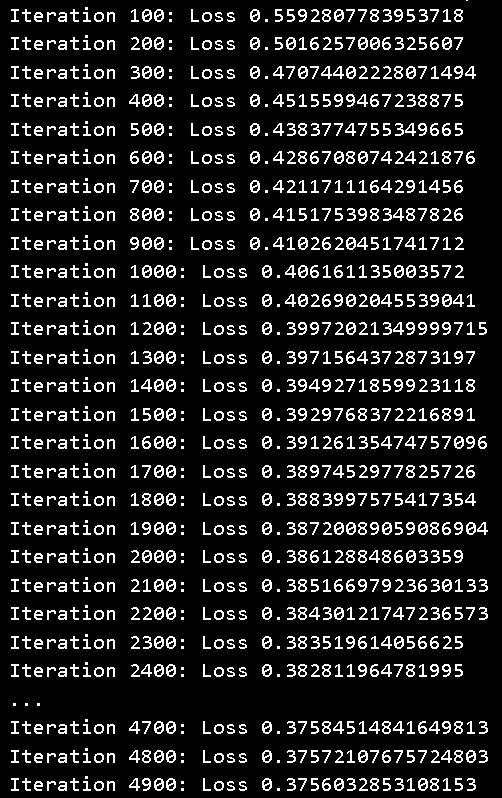 Iteration 100: Loss 0.5592807783953718
Iteration 200: Loss 0.5016257006325607
Iteration 300: Loss 0.47074402228071494
Iteration 400: Loss 0.4515599467238875
Iteration 500: Loss 0.4383774755349665
Iteration 600: Loss 0.42867080742421876
Iteration 700: Loss 0.4211711164291456
Iteration 800: Loss 0.4151753983487826
Iteration 900: Loss 0.4102620451741712
Iteration 1000: Loss 0.406161135003572
Iteration 1100: Loss 0.4026902045539041
Iteration 1200: Loss 0.39972021349999715
Iteration 1300: Loss 0.3971564372873197
Iteration 1400: Loss 0.3949271859923118
Iteration 1500: Loss 0.3929768372216891
Iteration 1600: Loss 0.39126135474757096
Iteration 1700: Loss 0.3897452977825726
Iteration 1800: Loss 0.3883997575417354
Iteration 1900: Loss 0.38720089059086904
Iteration 2000: Loss 0.386128848603359
Iteration 2100: Loss 0.38516697923630133
Iteration 2200: Loss 0.38430121747236573
Iteration 2300: Loss 0.383519614056625
Iteration 2400: Loss 0.382811964781995
...
Iteration 4700: Loss 0.37584514841649813
Iteration 4800: Loss 0.37572107675724803
Iteration 4900: Loss 0.3756032853108153